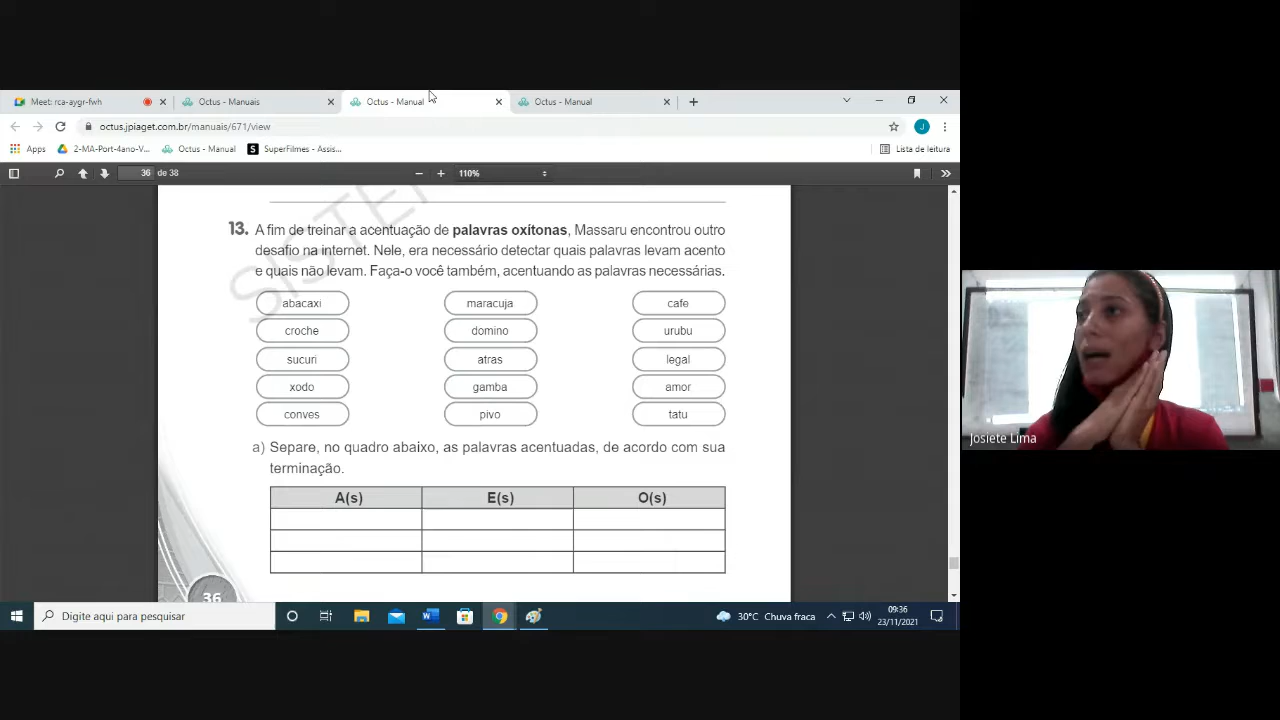 Meet: rca-aygr-fwh
Octus - Manuais
Octus - Manual
Octus - Manual
octus.jpiaget.com.br/manuais/671/view
Apps
2-MA-Port-4ano-V...
Octus - Manual
SuperFilmes - Assis...
Lista de leitura
J
S
36 de 38
110%
SISTE
13. A fim de treinar a acentuação de palavras oxítonas, Massaru encontrou outro
desafio na internet. Nele, era necessário detectar quais palavras levam acento
e quais não levam. Faça-o você também, acentuando as palavras necessárias.
abacaxi maracuja cafe
croche domino urubu
sucuri atras legal
xodo gamba amor
conves pivo tatu
a) Separe, no quadro abaixo, as palavras acentuadas, de acordo com sua
terminação.
A(s) E(s) O(s)
36
Josiete Lima
Digite aqui para pesquisar
30°C Chuva fraca
09:36
23/11/2021